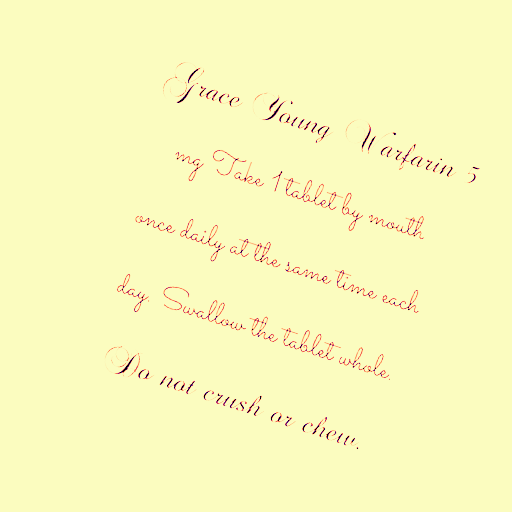 Grace Young Warfarin 5
mg Take 1 tablet by mouth
once daily at the same time each
day. Swallow the tablet whole.
Do not crush or chew.